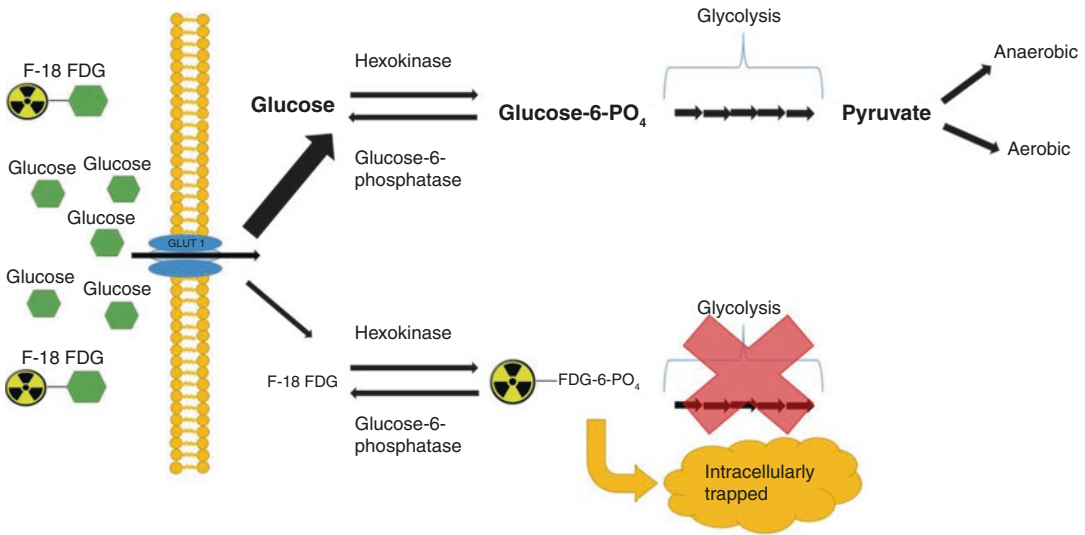 F-18 FDG
Glucose
Glucose
Glucose
Glucose
Glucose
F-18 FDG
GLUT 1
Glucose
Hexokinase
Glucose-6-
phosphatase
Glucose-6-PO₄
Glycolysis
Pyruvate
Anaerobic
Aerobic
F-18 FDG
Hexokinase
Glucose-6-
phosphatase
FDG-6-PO₄
Glycolysis
Intracellularly
trapped